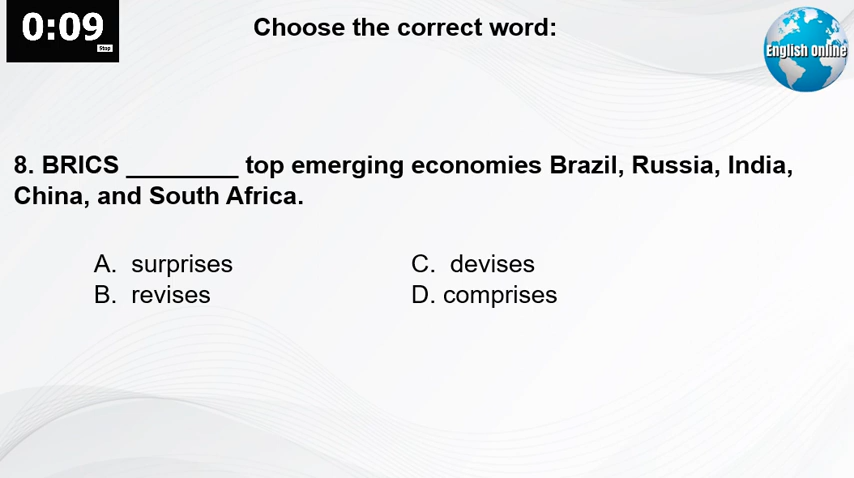 0:09
Stop
Choose the correct word:
English Online
8. BRICS ________ top emerging economies Brazil, Russia, India,
China, and South Africa.
A. surprises
B. revises
C. devises
D. comprises